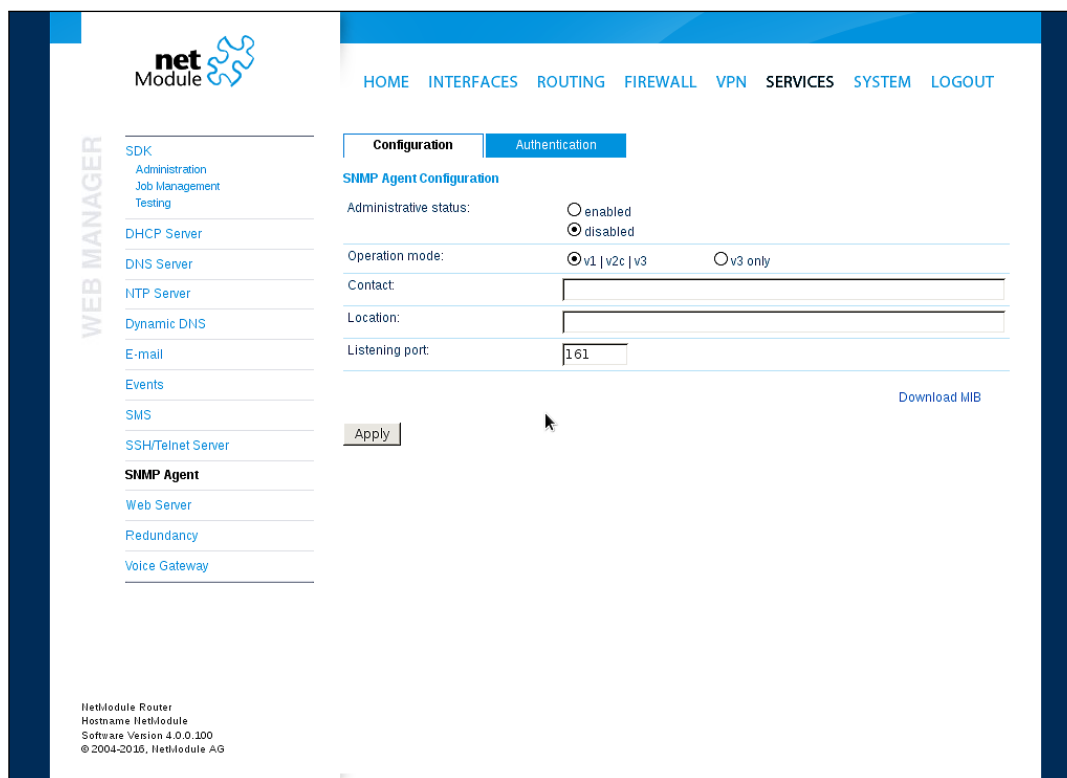 net
Module
HOME INTERFACES ROUTING FIREWALL VPN SERVICES SYSTEM LOGOUT
WEB MANAGER
SDK
Administration
Job Management
Testing
DHCP Server
DNS Server
NTP Server
Dynamic DNS
E-mail
Events
SMS
SSH/Telnet Server
SNMP Agent
Web Server
Redundancy
Voice Gateway
Configuration Authentication
SNMP Agent Configuration
Administrative status:
enabled
disabled
Operation mode: v1 | v2c | v3 v3 only
Contact:
Location:
Listening port: 161
Download MIB
Apply
NetModule Router
Hostname NetModule
Software Version 4.0.0.100
© 2004-2016, NetModule AG